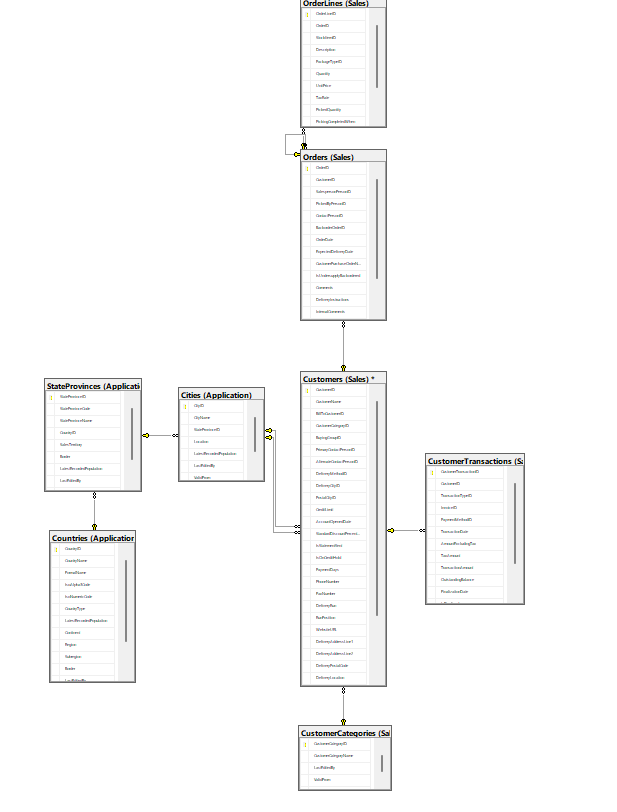 OrderLines (Sales)
OrderLineID
OrderID
StockItemID
Description
PackageTypeID
Quantity
UnitPrice
TaxRate
PickedQuantity
PickingCompletedWhen
Orders (Sales)
OrderID
CustomerID
SalespersonPersonID
PickedByPersonID
ContactPersonID
BackorderOrderID
OrderDate
ExpectedDeliveryDate
CustomerPurchaseOrderN...
IsUndersupplyBackordered
Comments
DeliveryInstructions
InternalComments
StateProvinces (Applicati
StateProvinceID
StateProvinceCode
StateProvinceName
CountryID
SalesTerritory
Border
LatestRecordedPopulation
LastEditedBy
Cities (Application)
CityID
CityName
StateProvinceID
Location
LatestRecordedPopulation
LastEditedBy
ValidFrom
Customers (Sales) *
CustomerID
CustomerName
BillToCustomerID
CustomerCategoryID
BuyingGroupID
PrimaryContactPersonID
AlternateContactPersonID
DeliveryMethodID
DeliveryCityID
PostalCityID
CreditLimit
AccountOpenedDate
StandardDiscountPercent...
IsStatementSent
IsOnCreditHold
PaymentDays
PhoneNumber
FaxNumber
DeliveryRun
RunPosition
WebsiteURL
DeliveryAddressLine1
DeliveryAddressLine2
DeliveryPostalCode
DeliveryLocation
CustomerTransactions (Sa
CustomerTransactionID
CustomerID
TransactionTypeID
InvoiceID
PaymentMethodID
TransactionDate
AmountExcludingTax
TaxAmount
TransactionAmount
OutstandingBalance
FinalizationDate
Countries (Application
CountryID
CountryName
FormalName
IsoAlpha3Code
IsoNumericCode
CountryType
LatestRecordedPopulation
Continent
Region
Subregion
Border
LastEditedBy
CustomerCategories (Sal
CustomerCategoryID
CustomerCategoryName
LastEditedBy
ValidFrom